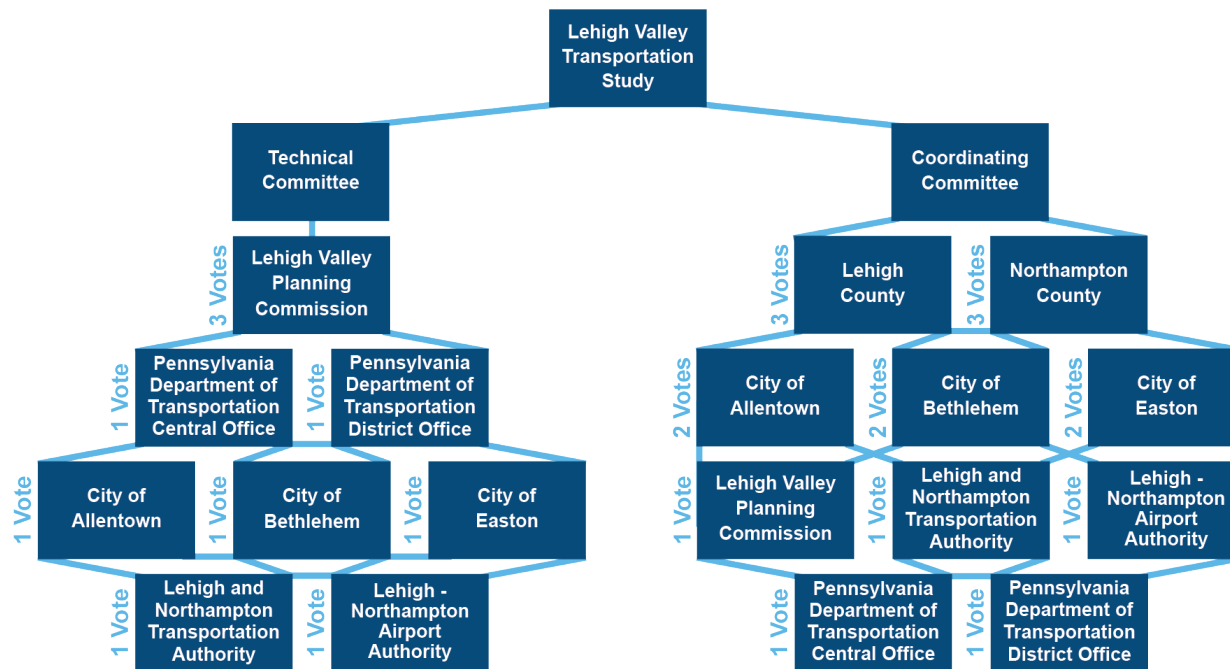 Lehigh Valley
Transportation
Study
Technical
Committee
Coordinating
Committee
3 Votes
Lehigh Valley
Planning
Commission
3 Votes
Lehigh
County
3 Votes
Northampton
County
1 Vote
Pennsylvania
Department of
Transportation
Central Office
1 Vote
Pennsylvania
Department of
Transportation
District Office
2 Votes
City of
Allentown
2 Votes
City of
Bethlehem
2 Votes
City of
Easton
1 Vote
City of
Allentown
1 Vote
City of
Bethlehem
1 Vote
City of
Easton
1 Vote
Lehigh Valley
Planning
Commission
1 Vote
Lehigh and
Northampton
Transportation
Authority
1 Vote
Lehigh -
Northampton
Airport
Authority
1 Vote
Lehigh and
Northampton
Transportation
Authority
1 Vote
Lehigh -
Northampton
Airport
Authority
1 Vote
Pennsylvania
Department of
Transportation
Central Office
1 Vote
Pennsylvania
Department of
Transportation
District Office